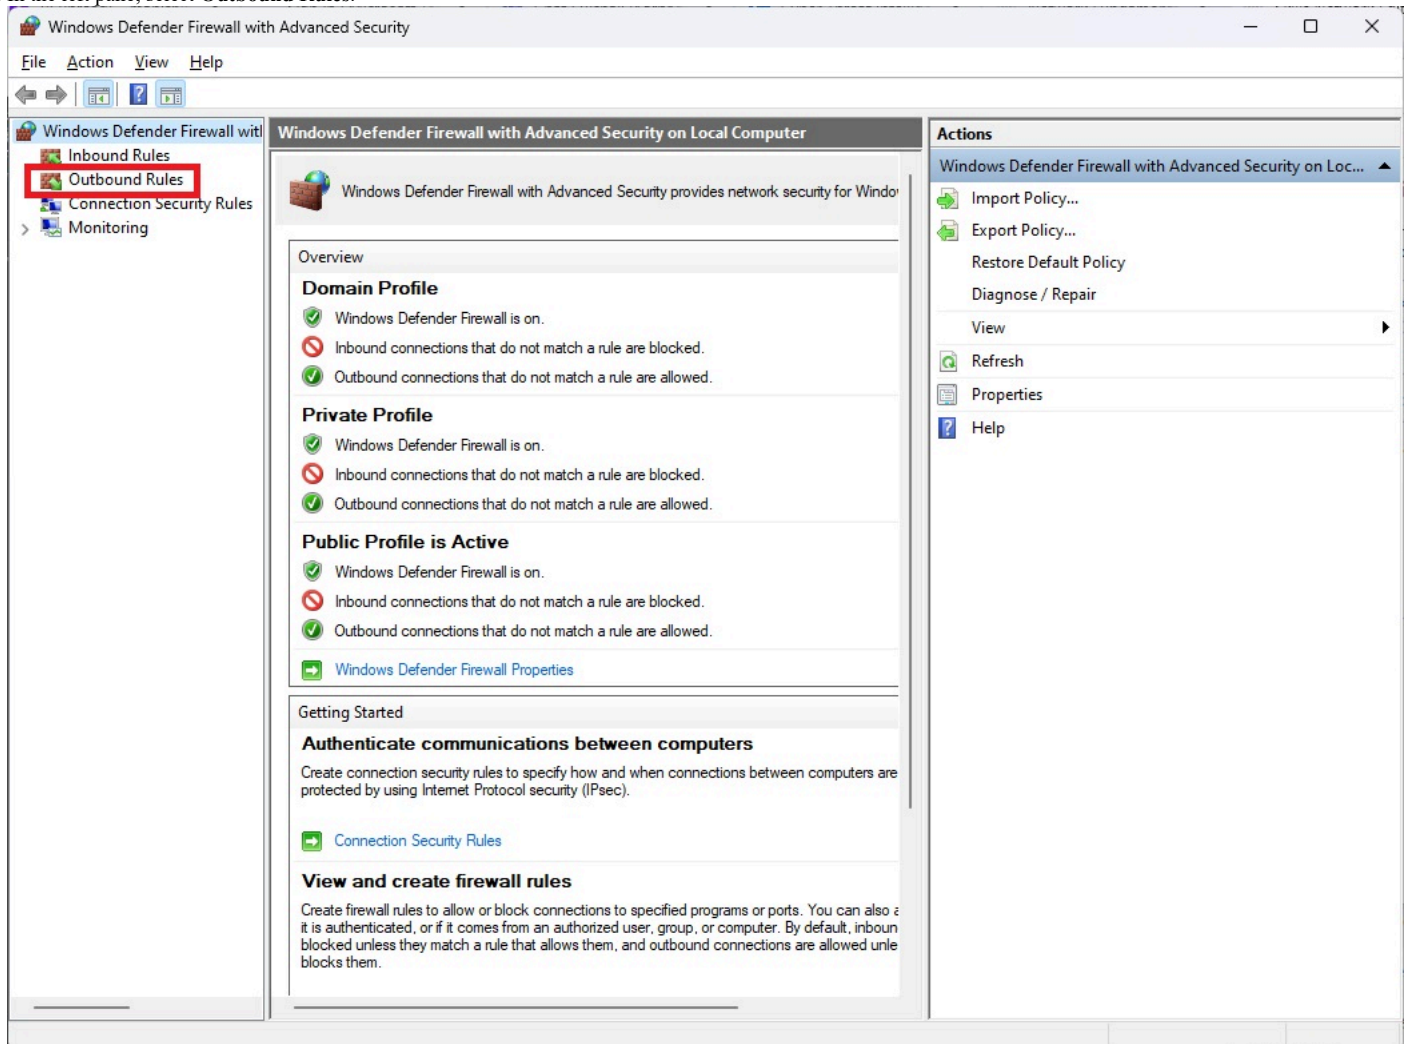 In the left pane, select Outbound Rules.
Windows Defender Firewall with Advanced Security
File Action View Help
Windows Defender Firewall with
Inbound Rules
Outbound Rules
Connection Security Rules
Monitoring
Windows Defender Firewall with Advanced Security on Local Computer
Windows Defender Firewall with Advanced Security provides network security for Window
Overview
Domain Profile
Windows Defender Firewall is on.
Inbound connections that do not match a rule are blocked.
Outbound connections that do not match a rule are allowed.
Private Profile
Windows Defender Firewall is on.
Inbound connections that do not match a rule are blocked.
Outbound connections that do not match a rule are allowed.
Public Profile is Active
Windows Defender Firewall is on.
Inbound connections that do not match a rule are blocked.
Outbound connections that do not match a rule are allowed.
Windows Defender Firewall Properties
Getting Started
Authenticate communications between computers
Create connection security rules to specify how and when connections between computers are
protected by using Internet Protocol security (IPsec).
Connection Security Rules
View and create firewall rules
Create firewall rules to allow or block connections to specified programs or ports. You can also a
it is authenticated, or if it comes from an authorized user, group, or computer. By default, inboun
blocked unless they match a rule that allows them, and outbound connections are allowed unle
blocks them.
Actions
Windows Defender Firewall with Advanced Security on Loc...
Import Policy...
Export Policy...
Restore Default Policy
Diagnose / Repair
View
Refresh
Properties
Help